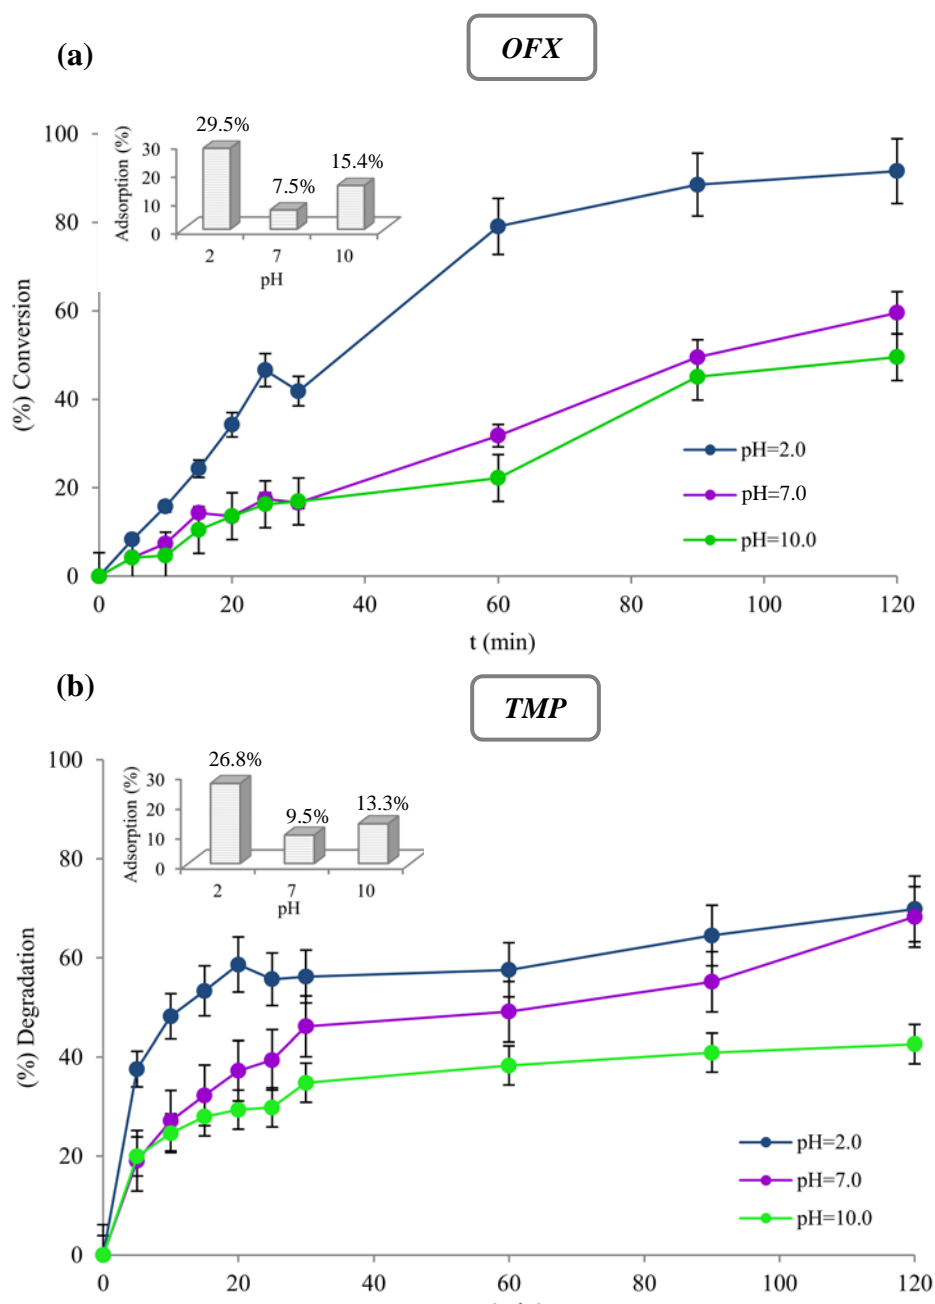 (a)
OFX
100
80
60
40
20
0
(%) Conversion
29.5%
7.5%
15.4%
Adsorption (%)
30
20
10
0
2 7 10
pH
pH=2.0
pH=7.0
pH=10.0
0 20 40 60 80 100 120
t (min)
(b)
TMP
100
80
60
40
20
0
(%) Degradation
26.8%
9.5%
13.3%
Adsorption (%)
30
20
10
0
2 7 10
pH
pH=2.0
pH=7.0
pH=10.0
0 20 40 60 80 100 120